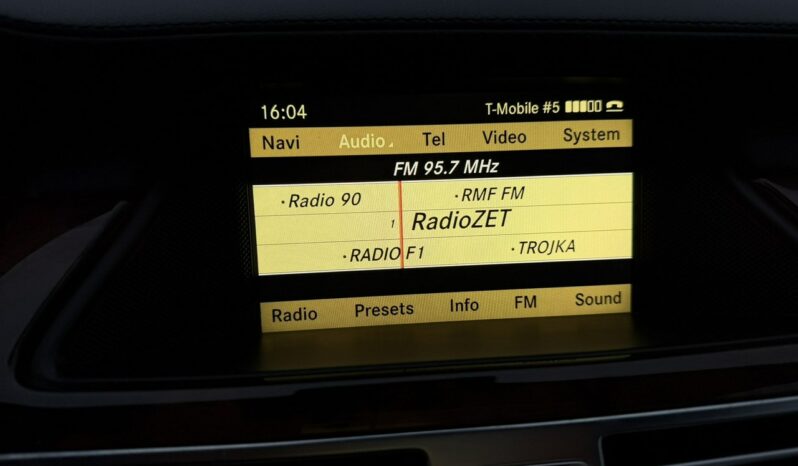 16:04 T-Mobile #5
Navi Audio Tel Video System
FM 95.7 MHz
·Radio 90 ·RMF FM
1 RadioZET
·RADIO F1 ·TROJKA
Radio Presets Info FM Sound